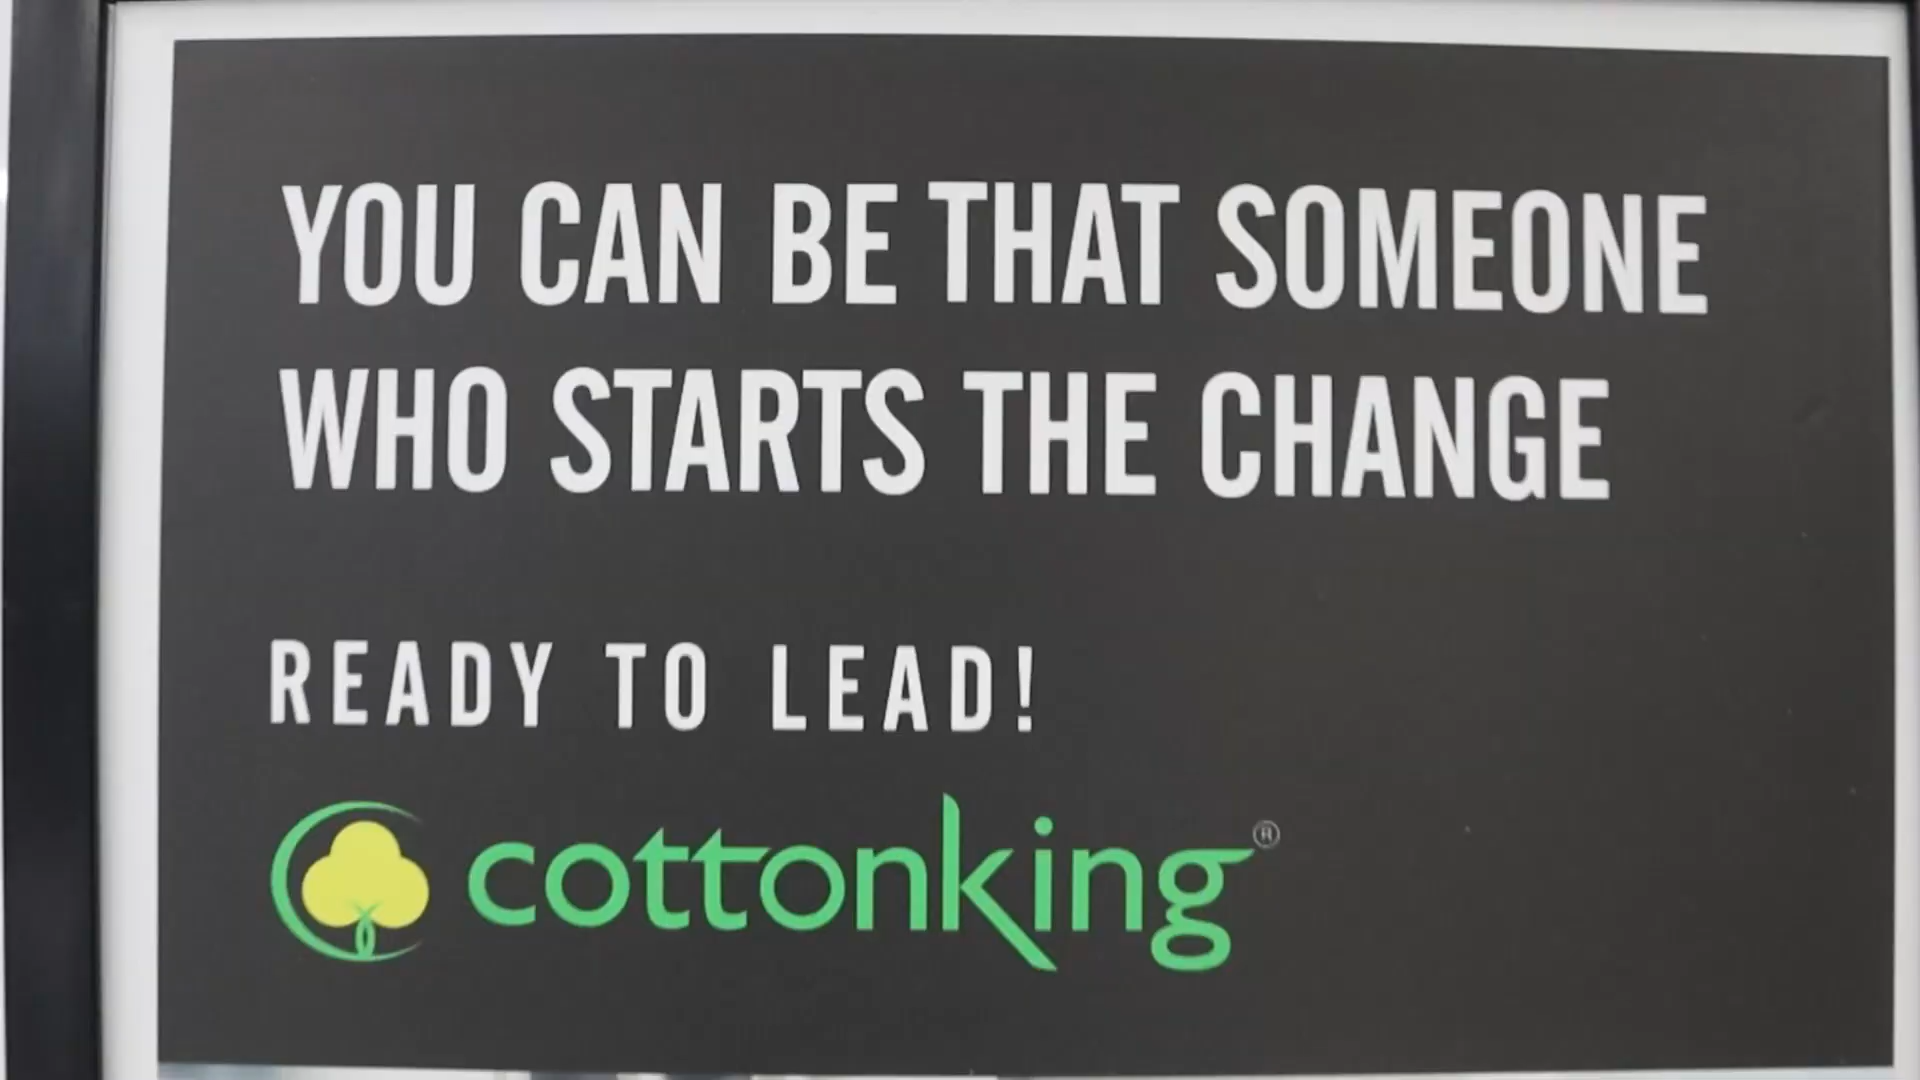 YOU CAN BE THAT SOMEONE
WHO STARTS THE CHANGE
READY TO LEAD!
cottonking®